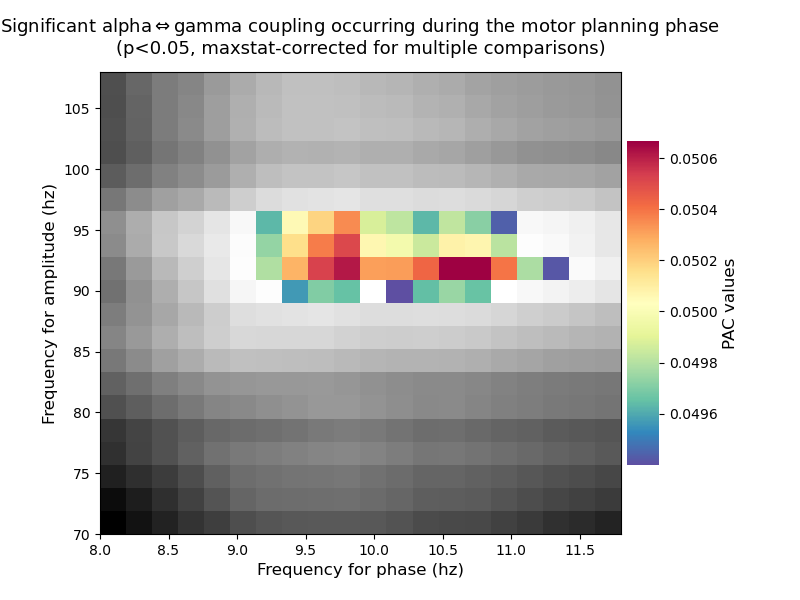 Significant alpha⇔gamma coupling occurring during the motor planning phase
(p<0.05, maxstat-corrected for multiple comparisons)
Frequency for amplitude (hz)
105
100
95
90
85
80
75
70
8.0 8.5 9.0 9.5 10.0 10.5 11.0 11.5
Frequency for phase (hz)
0.0506
0.0504
0.0502
0.0500
0.0498
0.0496
PAC values